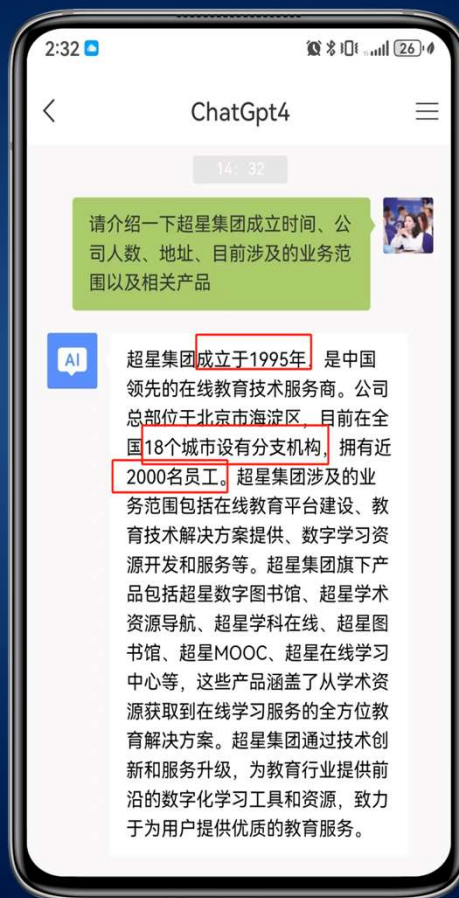 2:32 26
ChatGpt4
14: 32
请介绍一下超星集团成立时间、公
司人数、地址、目前涉及的业务范
围以及相关产品
AI
超星集团成立于1995年，是中国
领先的在线教育技术服务商。公司
总部位于北京市海淀区，目前在全
国18个城市设有分支机构，拥有近
2000名员工。超星集团涉及的业
务范围包括在线教育平台建设、教
育技术解决方案提供、数字学习资
源开发和服务等。超星集团旗下产
品包括超星数字图书馆、超星学术
资源导航、超星学科在线、超星图
书馆、超星MOOC、超星在线学习
中心等，这些产品涵盖了从学术资
源获取到在线学习服务的全方位教
育解决方案。超星集团通过技术创
新和服务升级，为教育行业提供前
沿的数字化学习工具和资源，致力
于为用户提供优质的教育服务。